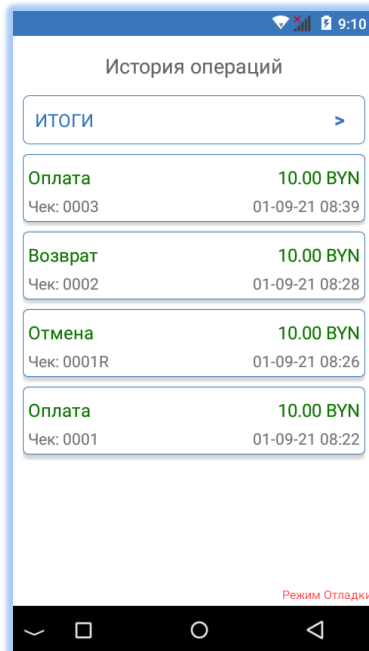 9:10
История операций
ИТОГИ >
Оплата 10.00 BYN
Чек: 0003 01-09-21 08:39
Возврат 10.00 BYN
Чек: 0002 01-09-21 08:28
Отмена 10.00 BYN
Чек: 0001R 01-09-21 08:26
Оплата 10.00 BYN
Чек: 0001 01-09-21 08:22
Режим Отладки